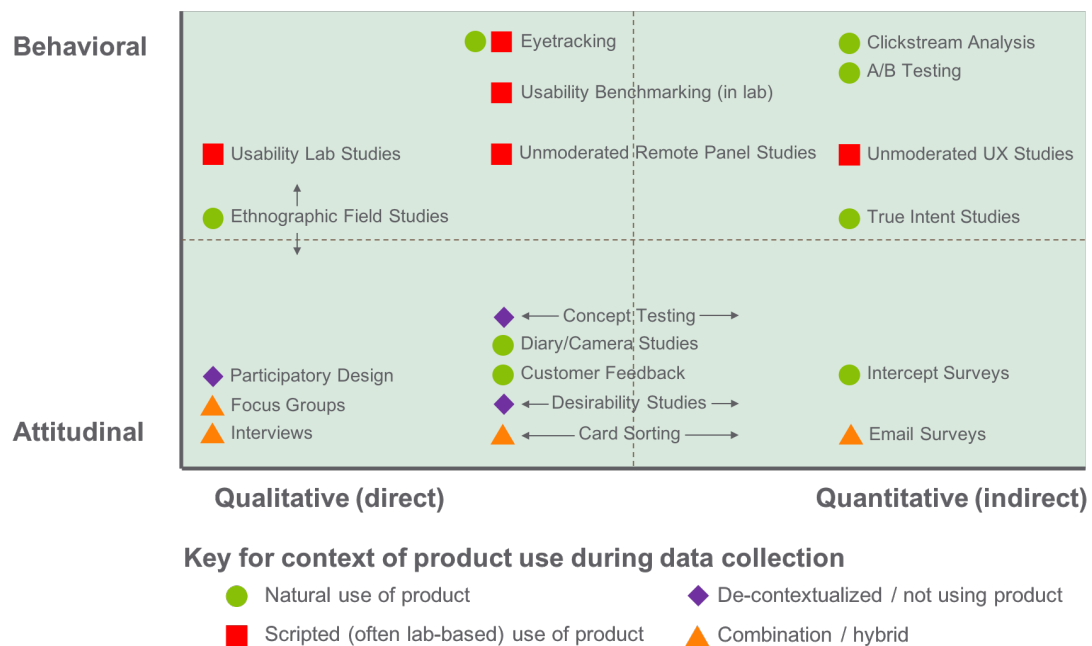 Behavioral
Eyetracking
Clickstream Analysis
A/B Testing
Usability Benchmarking (in lab)
Usability Lab Studies
Unmoderated Remote Panel Studies
Unmoderated UX Studies
Ethnographic Field Studies
True Intent Studies
Concept Testing
Diary/Camera Studies
Participatory Design
Customer Feedback
Intercept Surveys
Focus Groups
Desirability Studies
Attitudinal
Interviews
Card Sorting
Email Surveys
Qualitative (direct)
Quantitative (indirect)
Key for context of product use during data collection
Natural use of product
De-contextualized / not using product
Scripted (often lab-based) use of product
Combination / hybrid